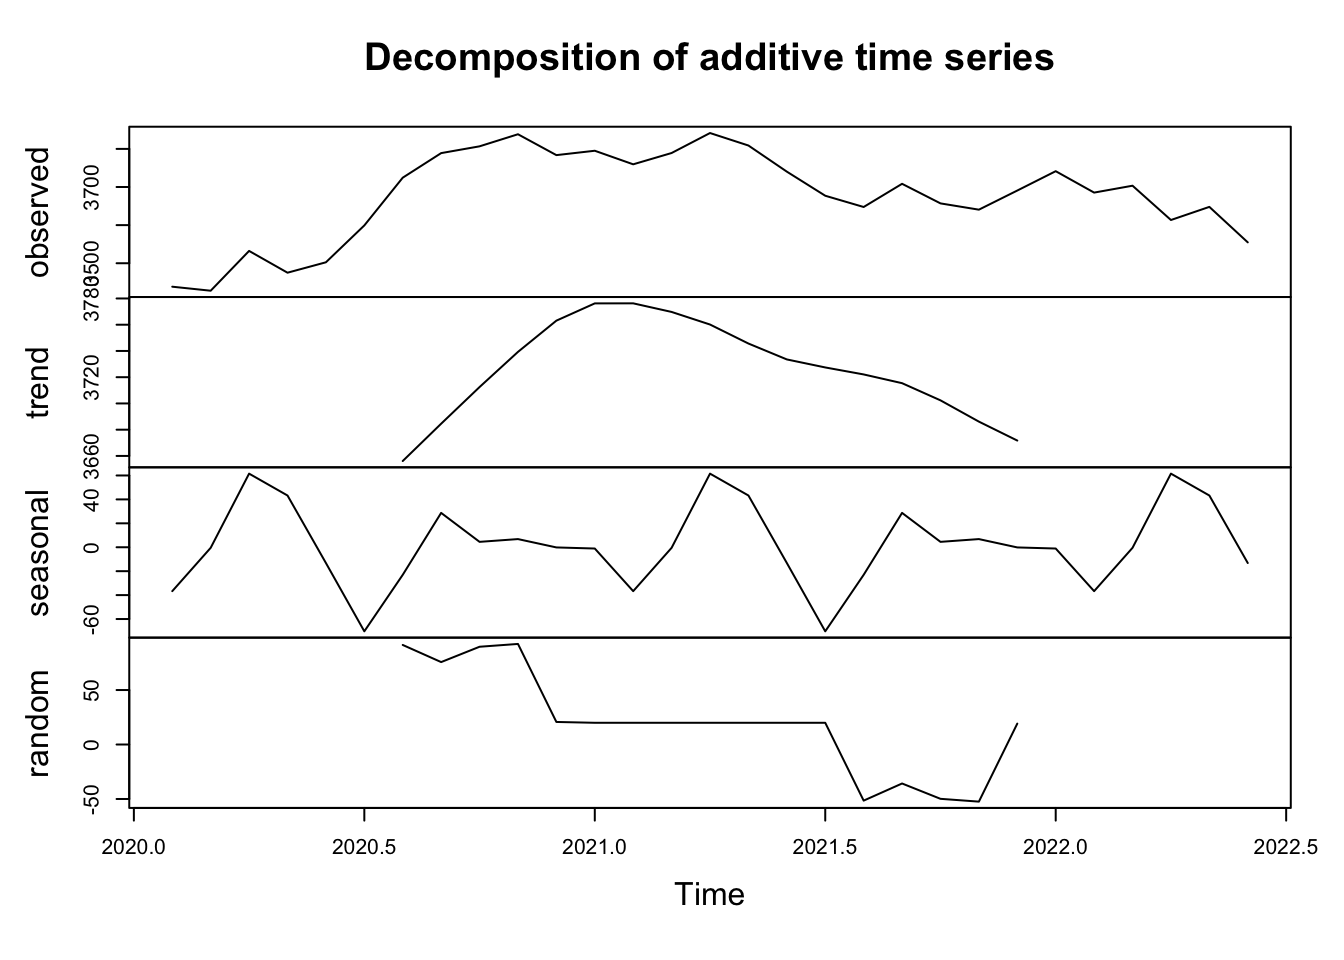 Decomposition of additive time series
observed
3700
3500
trend
3780
3720
3660
seasonal
40
0
-60
random
50
0
-50
2020.0 2020.5 2021.0 2021.5 2022.0 2022.5
Time